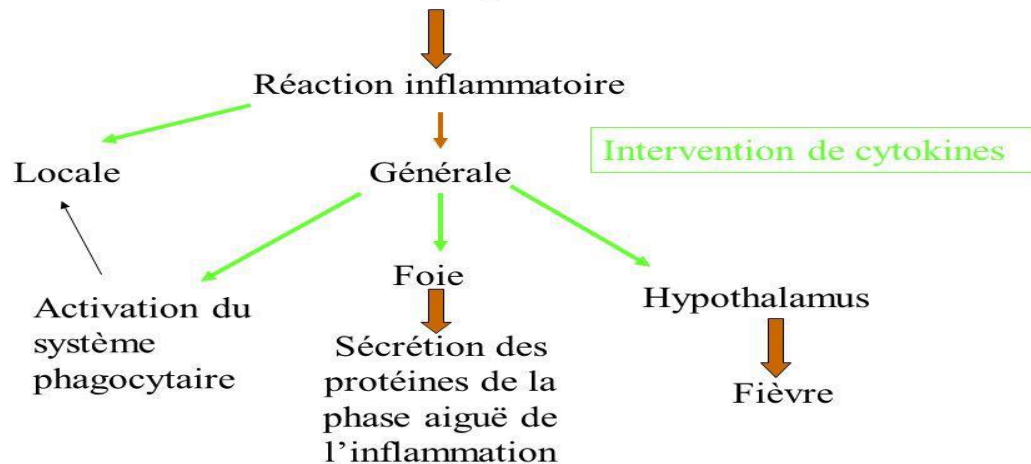 Réaction inflammatoire
Intervention de cytokines
Locale
Générale
Foie
Hypothalamus
Activation du
système
phagocytaire
Sécrétion des
protéines de la
phase aiguë de
l’inflammation
Fièvre